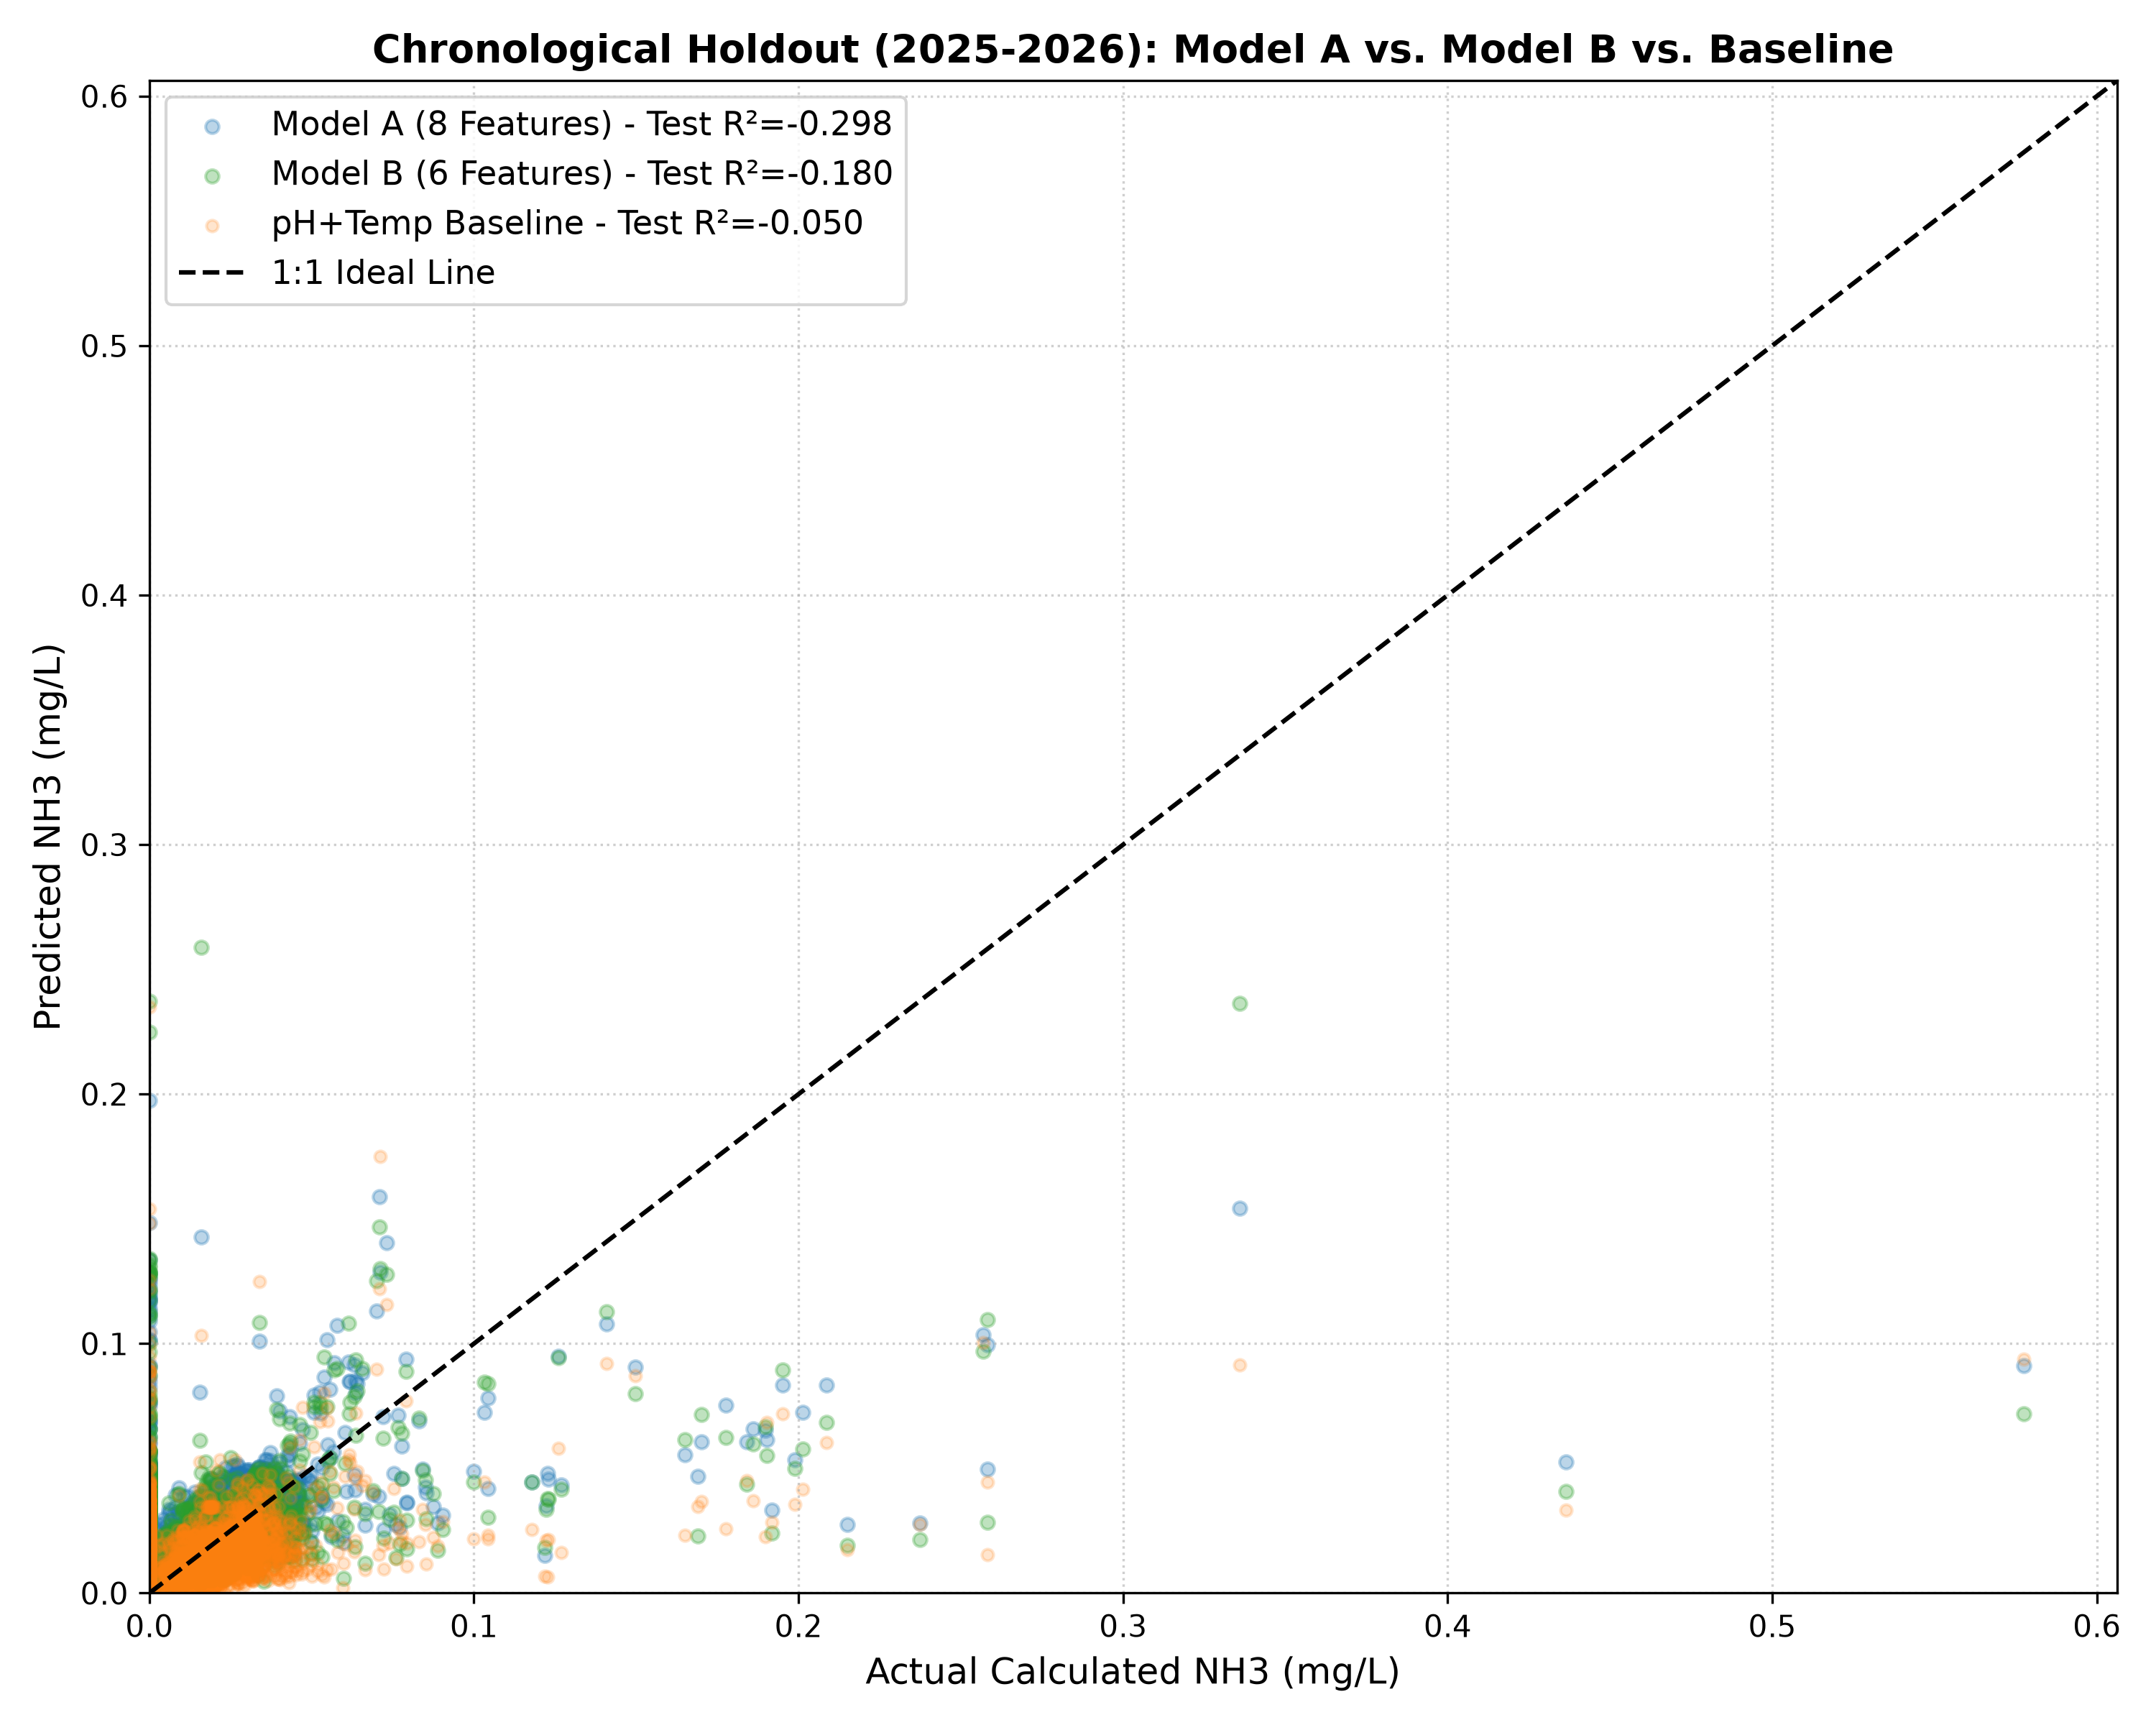 Chronological Holdout (2025-2026): Model A vs. Model B vs. Baseline
Model A (8 Features) - Test R²=-0.298
Model B (6 Features) - Test R²=-0.180
pH+Temp Baseline - Test R²=-0.050
1:1 Ideal Line
0.6
0.5
0.4
0.3
0.2
0.1
0.0
Predicted NH3 (mg/L)
0.0 0.1 0.2 0.3 0.4 0.5 0.6
Actual Calculated NH3 (mg/L)